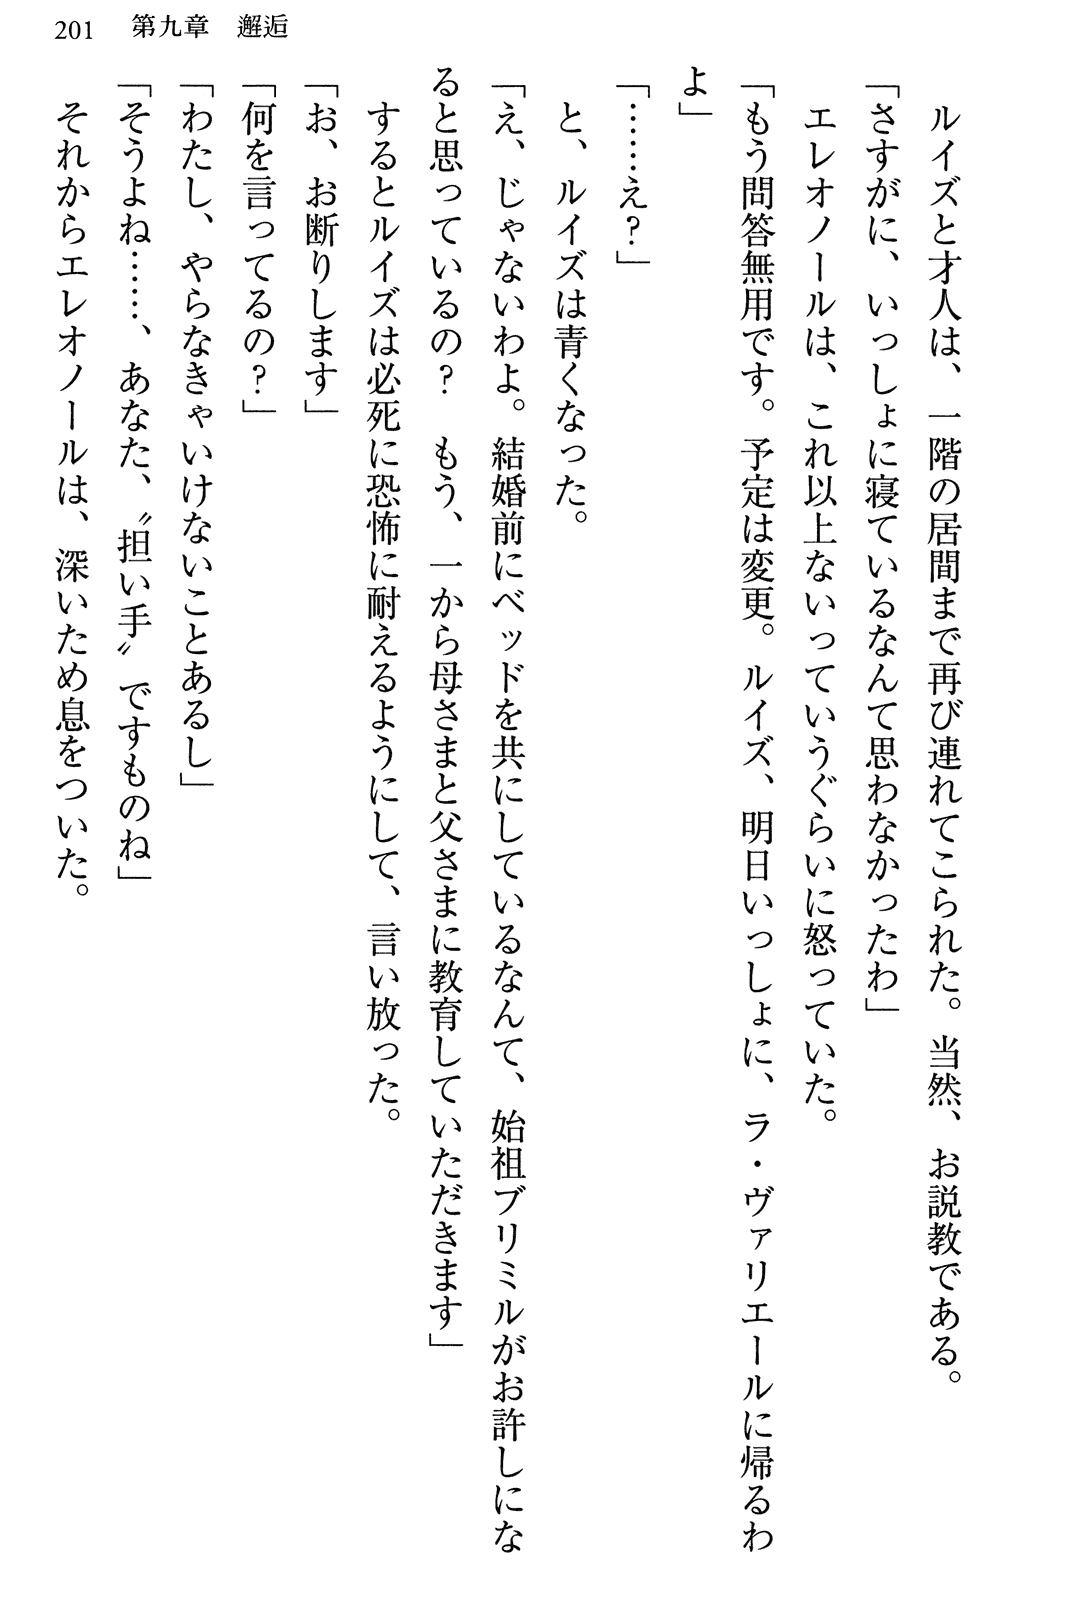 201 第九章 邂逅
　ルイズと才人は、一階の居間まで再び連れてこられた。当然、お説教である。
「さすがに、いっしょに寝ているなんて思わなかったわ」
　エレオノールは、これ以上ないっていうぐらいに怒っていた。
「もう問答無用です。予定は変更。ルイズ、明日いっしょに、ラ・ヴァリエールに帰るわ
よ」
「……え？」
　と、ルイズは青くなった。
「え、じゃないわよ。結婚前にベッドを共にしているなんて、始祖ブリミルがお許しにな
ると思っているの？　もう、一から母さまと父さまに教育していただきます」
　するとルイズは必死に恐怖に耐えるようにして、言い放った。
「お、お断りします」
「何を言ってるの？」
「わたし、やらなきゃいけないことあるし」
「そうよね……、あなた、〝担い手〟ですものね」
　それからエレオノールは、深いため息をついた。